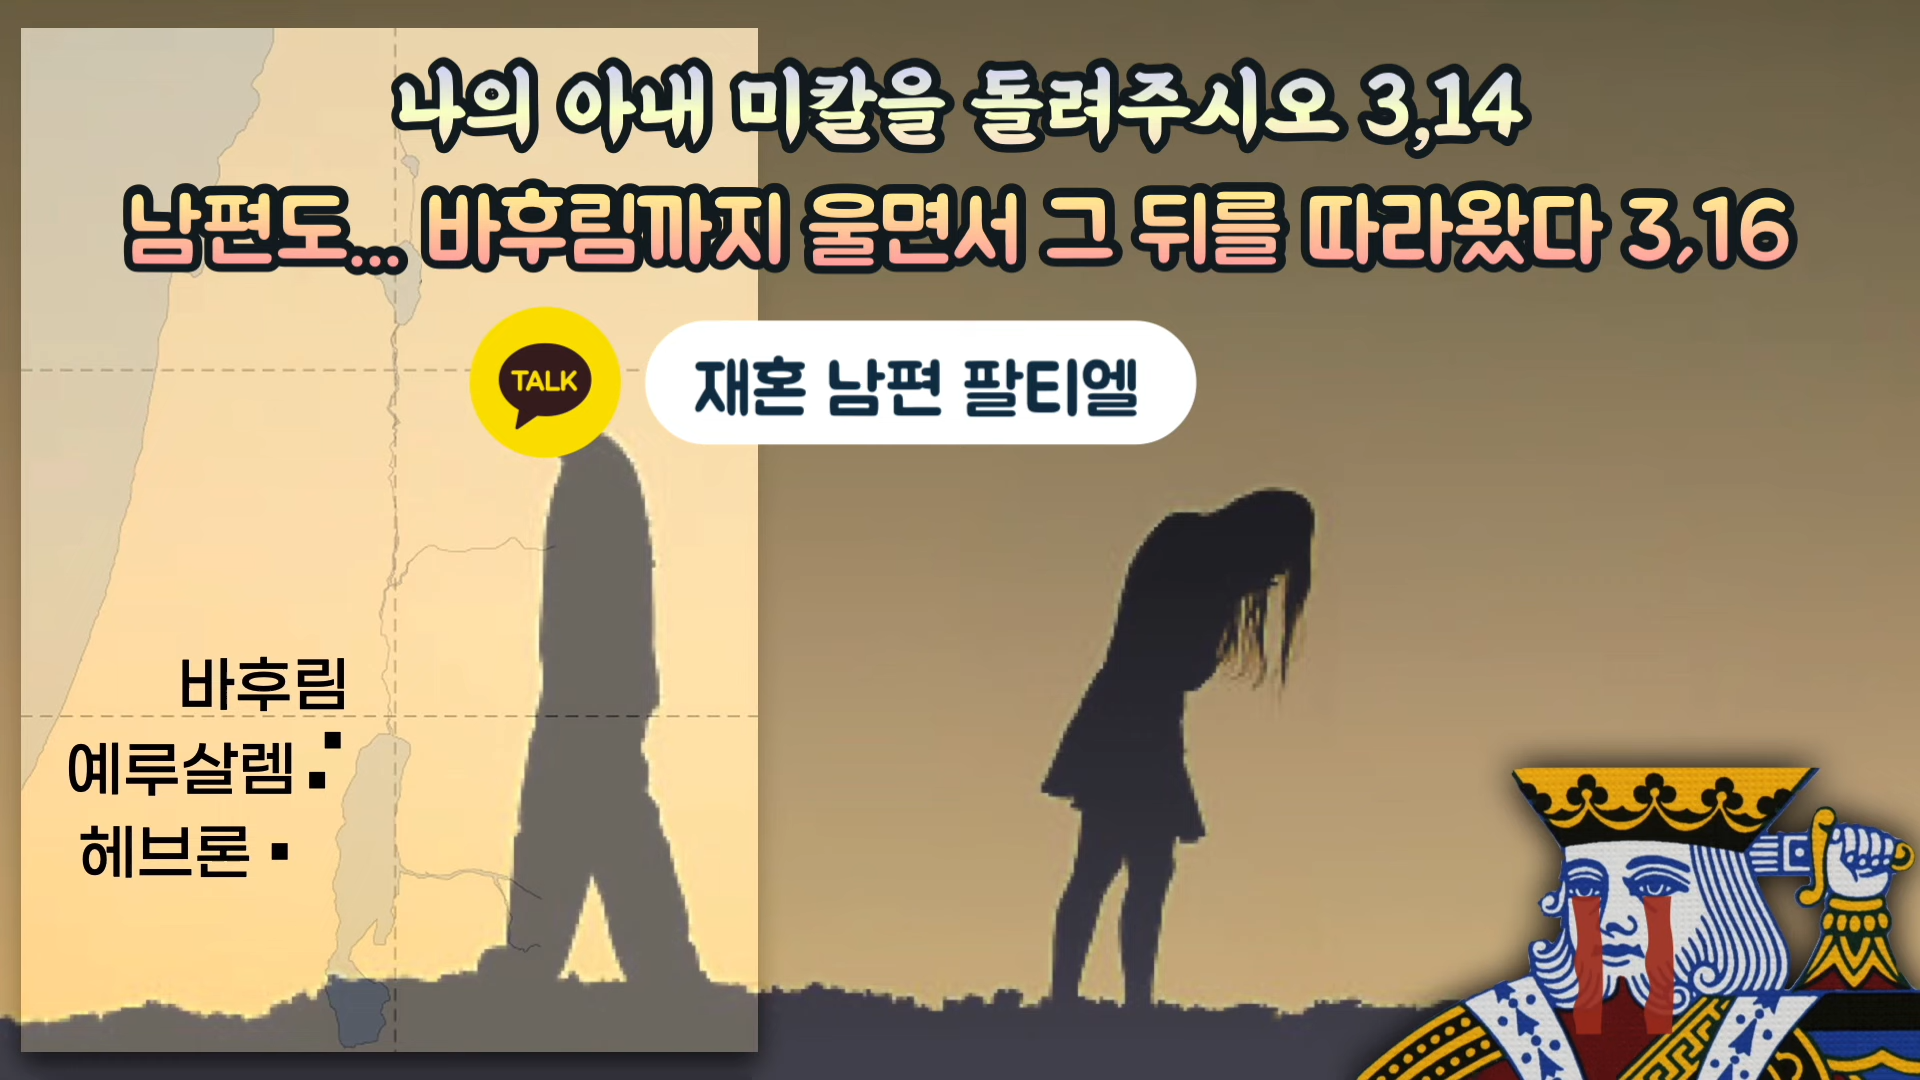 나의 아내 미칼을 돌려주시오 3,14
남편도... 바후림까지 울면서 그 뒤를 따라왔다 3,16
TALK
재혼 남편 팔티엘
바후림
예루살렘
헤브론